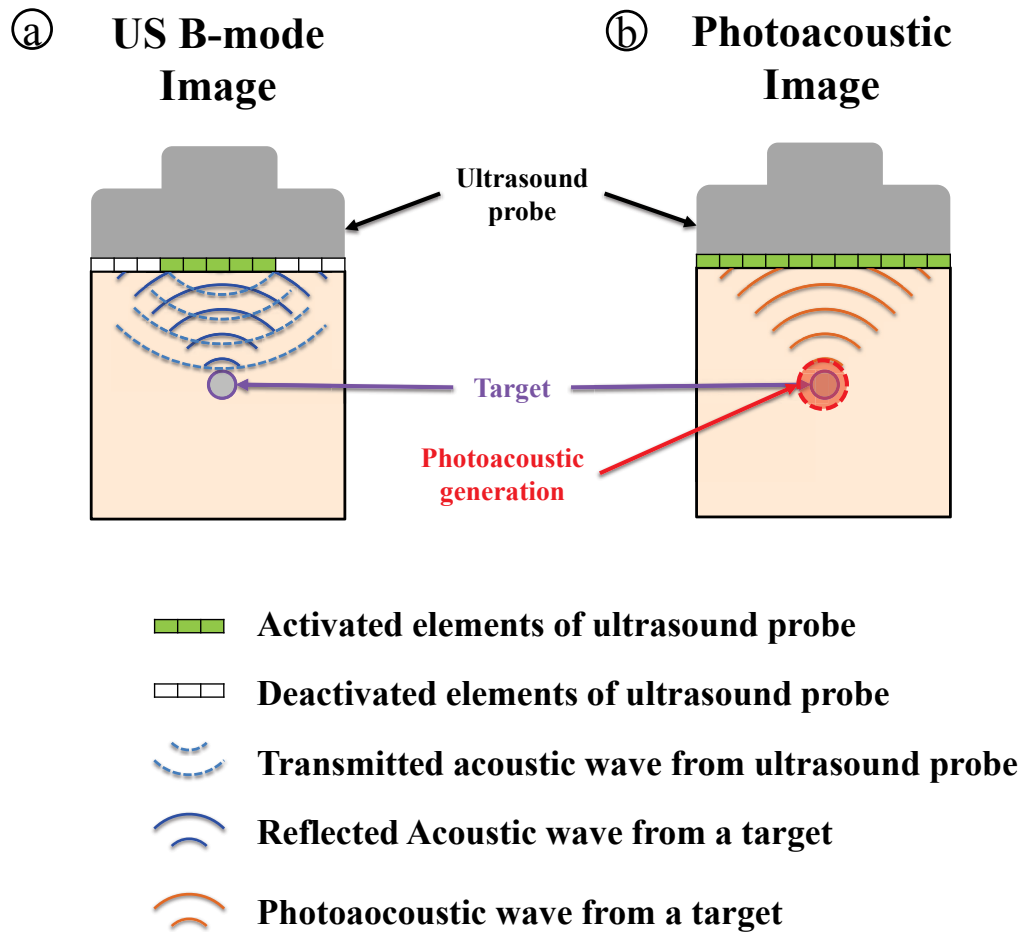 a US B-mode
Image
b Photoacoustic
Image
Ultrasound
probe
Target
Photoacoustic
generation
Activated elements of ultrasound probe
Deactivated elements of ultrasound probe
Transmitted acoustic wave from ultrasound probe
Reflected Acoustic wave from a target
Photoaocoustic wave from a target